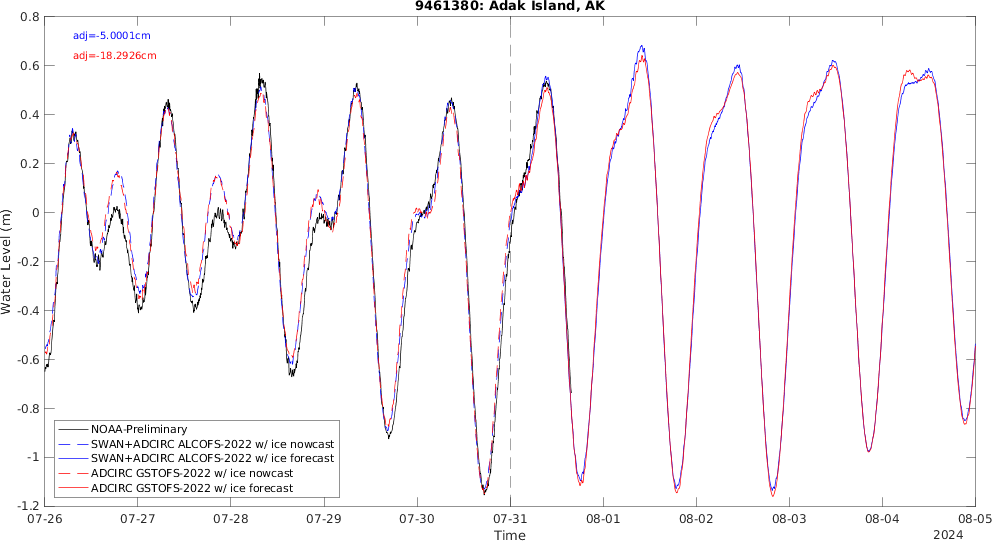 9461380: Adak Island, AK
adj=-5.0001cm
adj=-18.2926cm
Water Level (m)
0.8
0.6
0.4
0.2
0
-0.2
-0.4
-0.6
-0.8
-1
-1.2
NOAA-Preliminary
SWAN+ADCIRC ALCOFS-2022 w/ ice nowcast
SWAN+ADCIRC ALCOFS-2022 w/ ice forecast
ADCIRC GSTOFS-2022 w/ ice nowcast
ADCIRC GSTOFS-2022 w/ ice forecast
07-26 07-27 07-28 07-29 07-30 07-31 08-01 08-02 08-03 08-04 08-05
Time
2024